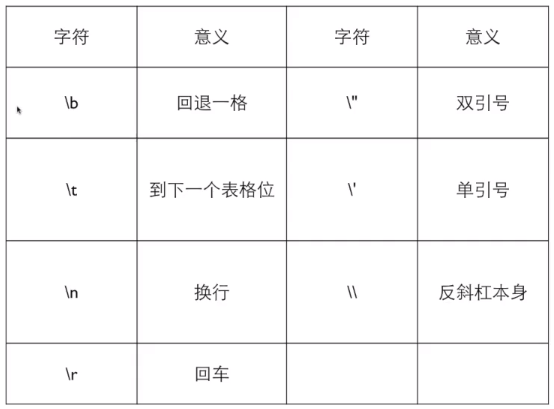 字符 意义 字符 意义
\b 回退一格 \" 双引号
\t 到下一个表格位 \' 单引号
\n 换行 \\ 反斜杠本身
\r 回车